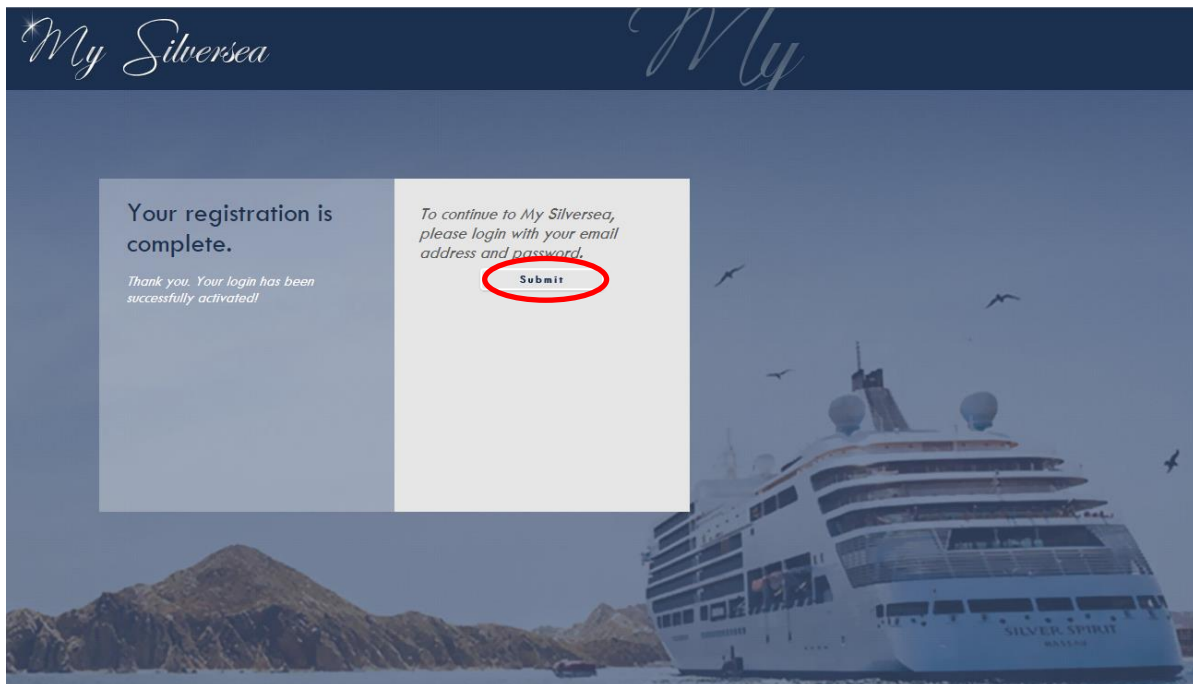 My Silversea
My
Your registration is
complete.
Thank you. Your login has been
successfully activated!
To continue to My Silversea,
please login with your email
address and password.
Submit
SILVER SPIRIT
NASSAU